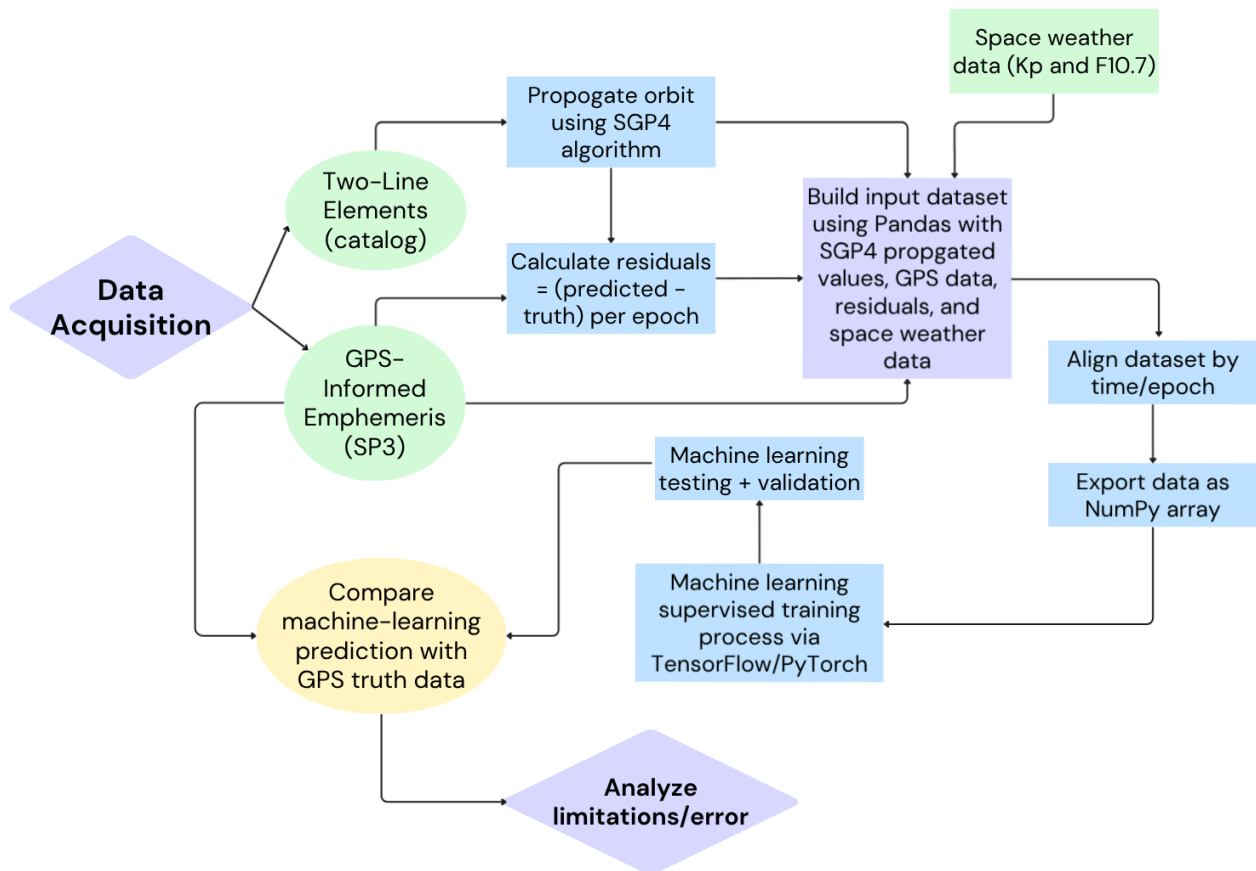 Space weather
data (Kp and F10.7)
Propogate orbit
using SGP4
algorithm
Two-Line
Elements
(catalog)
Build input dataset
using Pandas with
SGP4 propgated
values, GPS data,
residuals, and
space weather
data
Calculate residuals
= (predicted -
truth) per epoch
Data
Acquisition
GPS-
Informed
Emphemeris
(SP3)
Align dataset by
time/epoch
Machine learning
testing + validation
Export data as
NumPy array
Machine learning
supervised training
process via
TensorFlow/PyTorch
Compare
machine-learning
prediction with
GPS truth data
Analyze
limitations/error